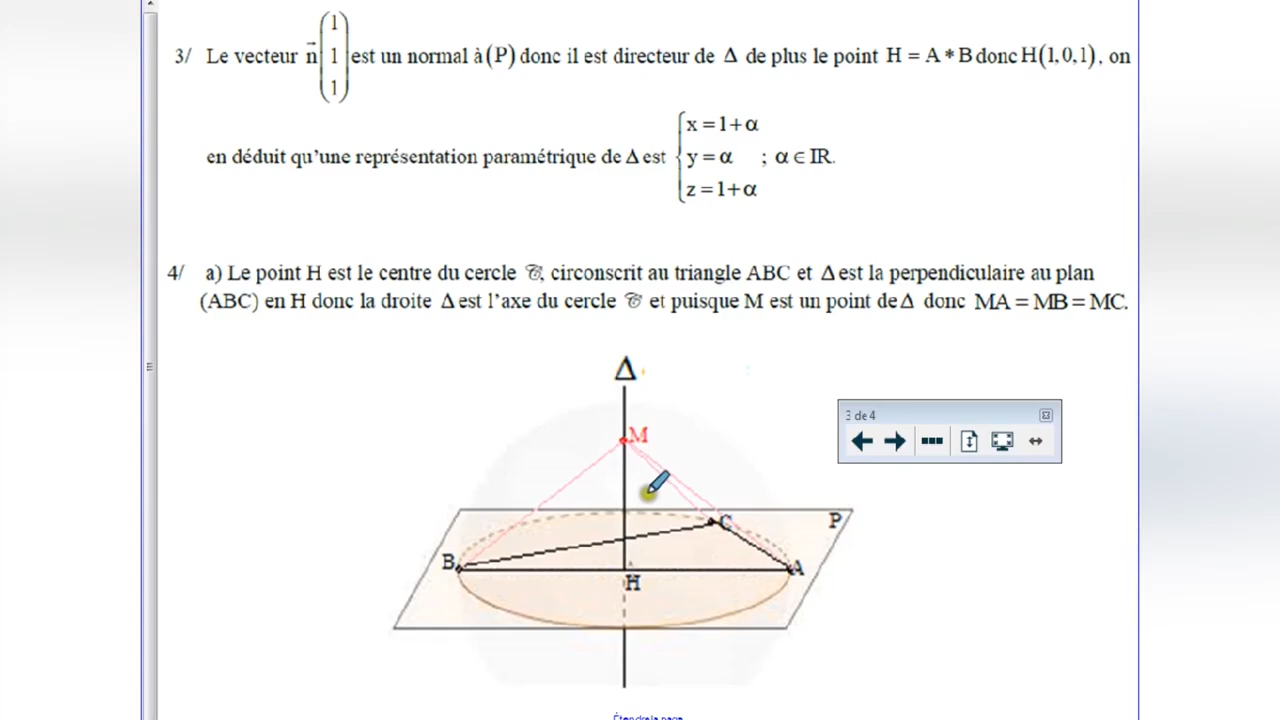 3/ Le vecteur n⃗ (1 1 1) est un normal à (P) donc il est directeur de Δ de plus le point H = A * B donc H(1,0,1), on
en déduit qu'une représentation paramétrique de Δ est { x = 1+α
y = α ; α ∈ IR.
z = 1+α
4/ a) Le point H est le centre du cercle 𝒞, circonscrit au triangle ABC et Δ est la perpendiculaire au plan
(ABC) en H donc la droite Δ est l'axe du cercle 𝒞 et puisque M est un point de Δ donc MA = MB = MC.
Δ
3 de 4
M
C
P
B
A
H
Étendre la page